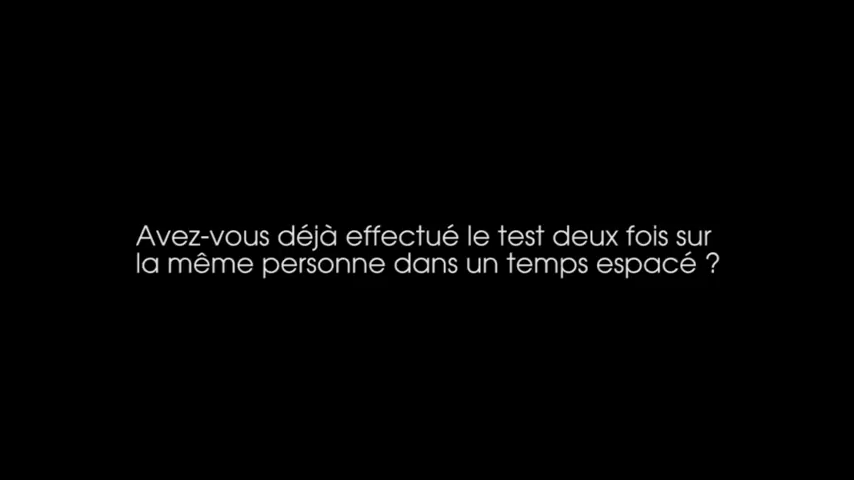 Avez-vous déjà effectué le test deux fois sur
la même personne dans un temps espacé ?